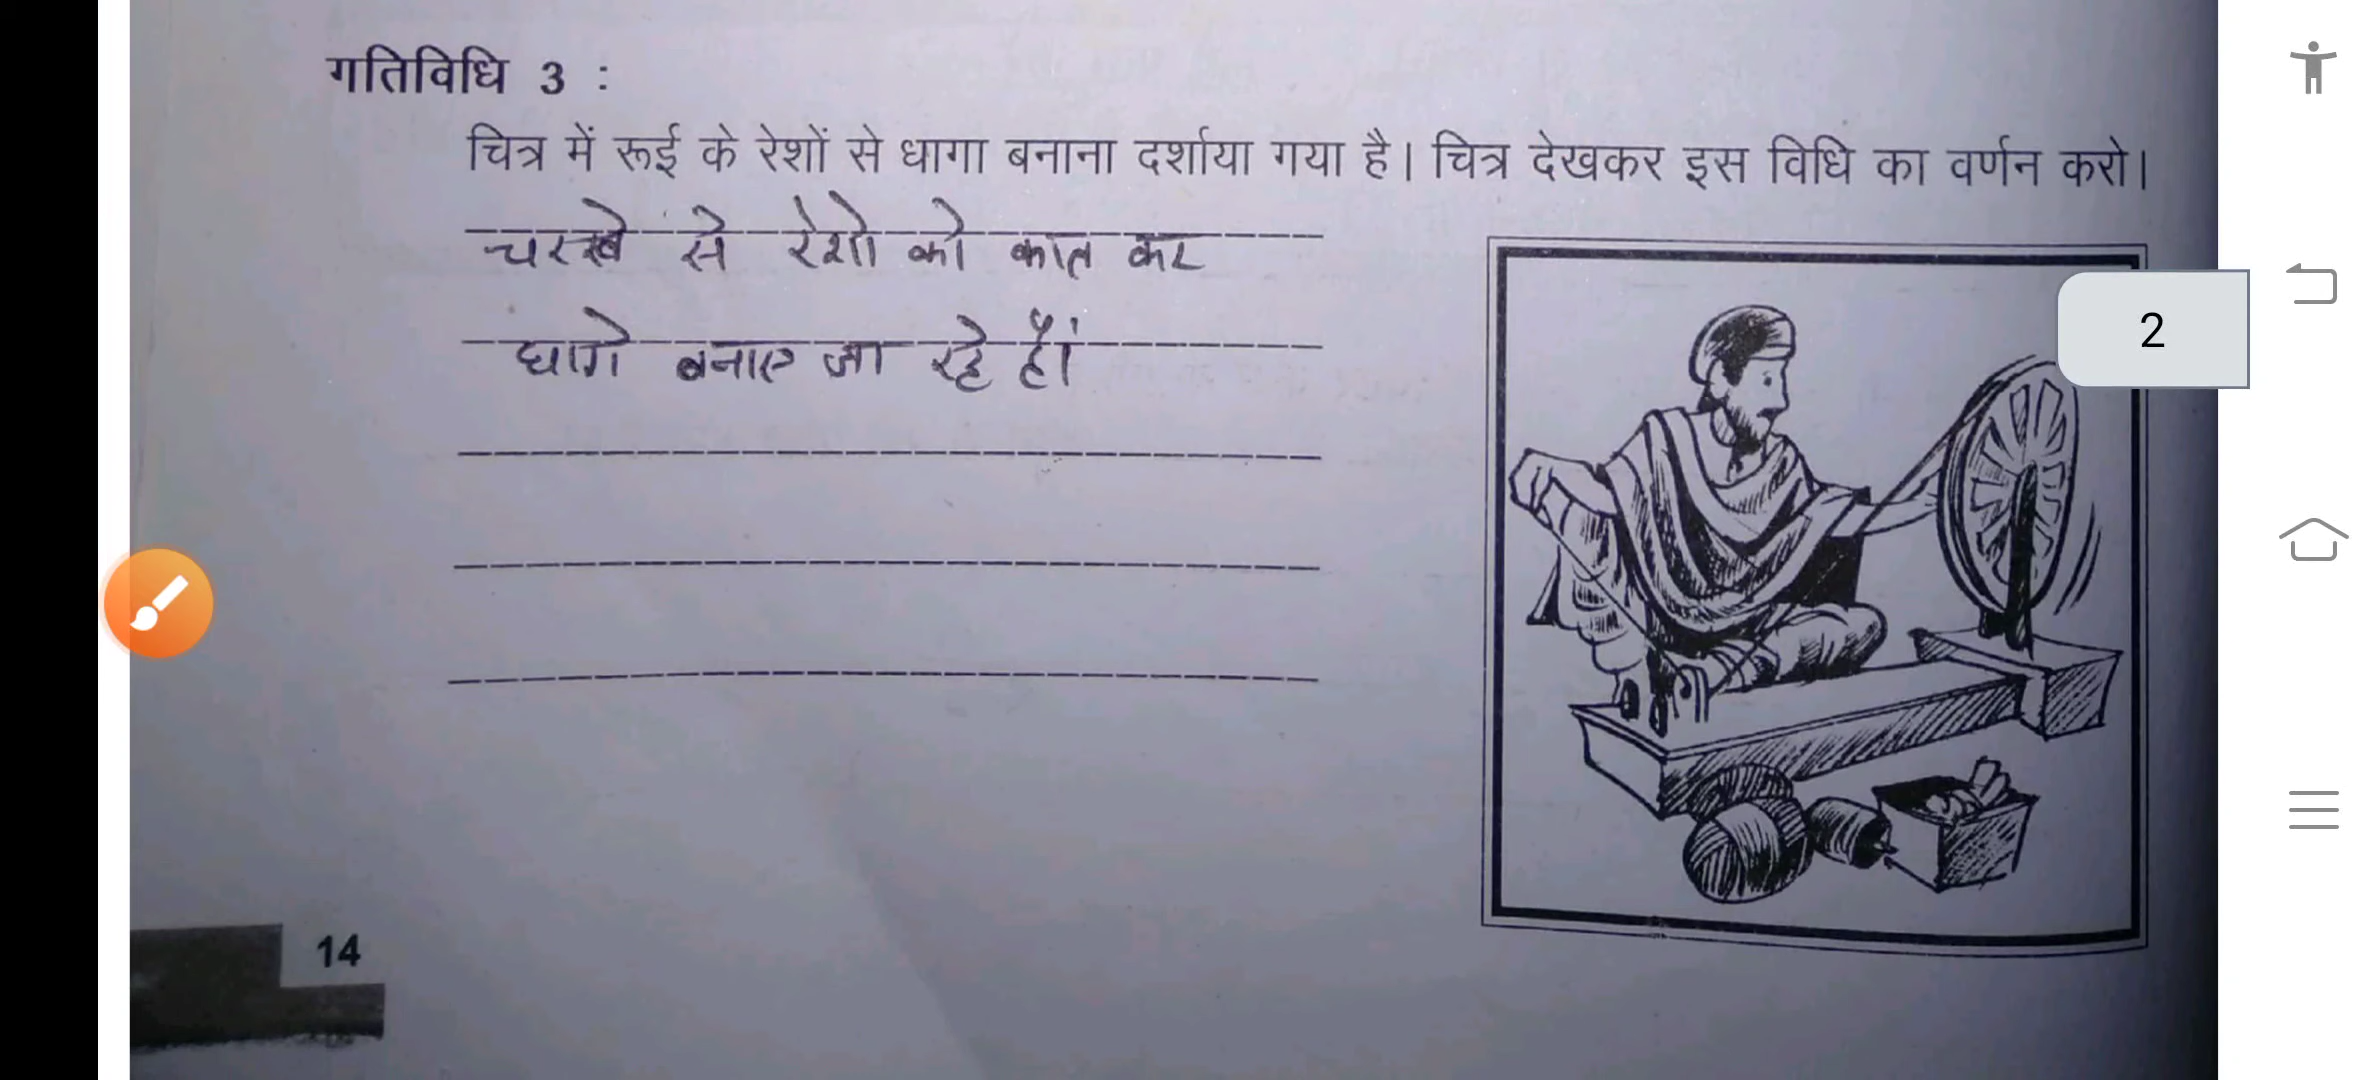 गतिविधि 3 :
चित्र में रूई के रेशों से धागा बनाना दर्शाया गया है। चित्र देखकर इस विधि का वर्णन करो।
चरखे से रेशो को कात कर
धागे बनाए जा रहे हैं।
2
14